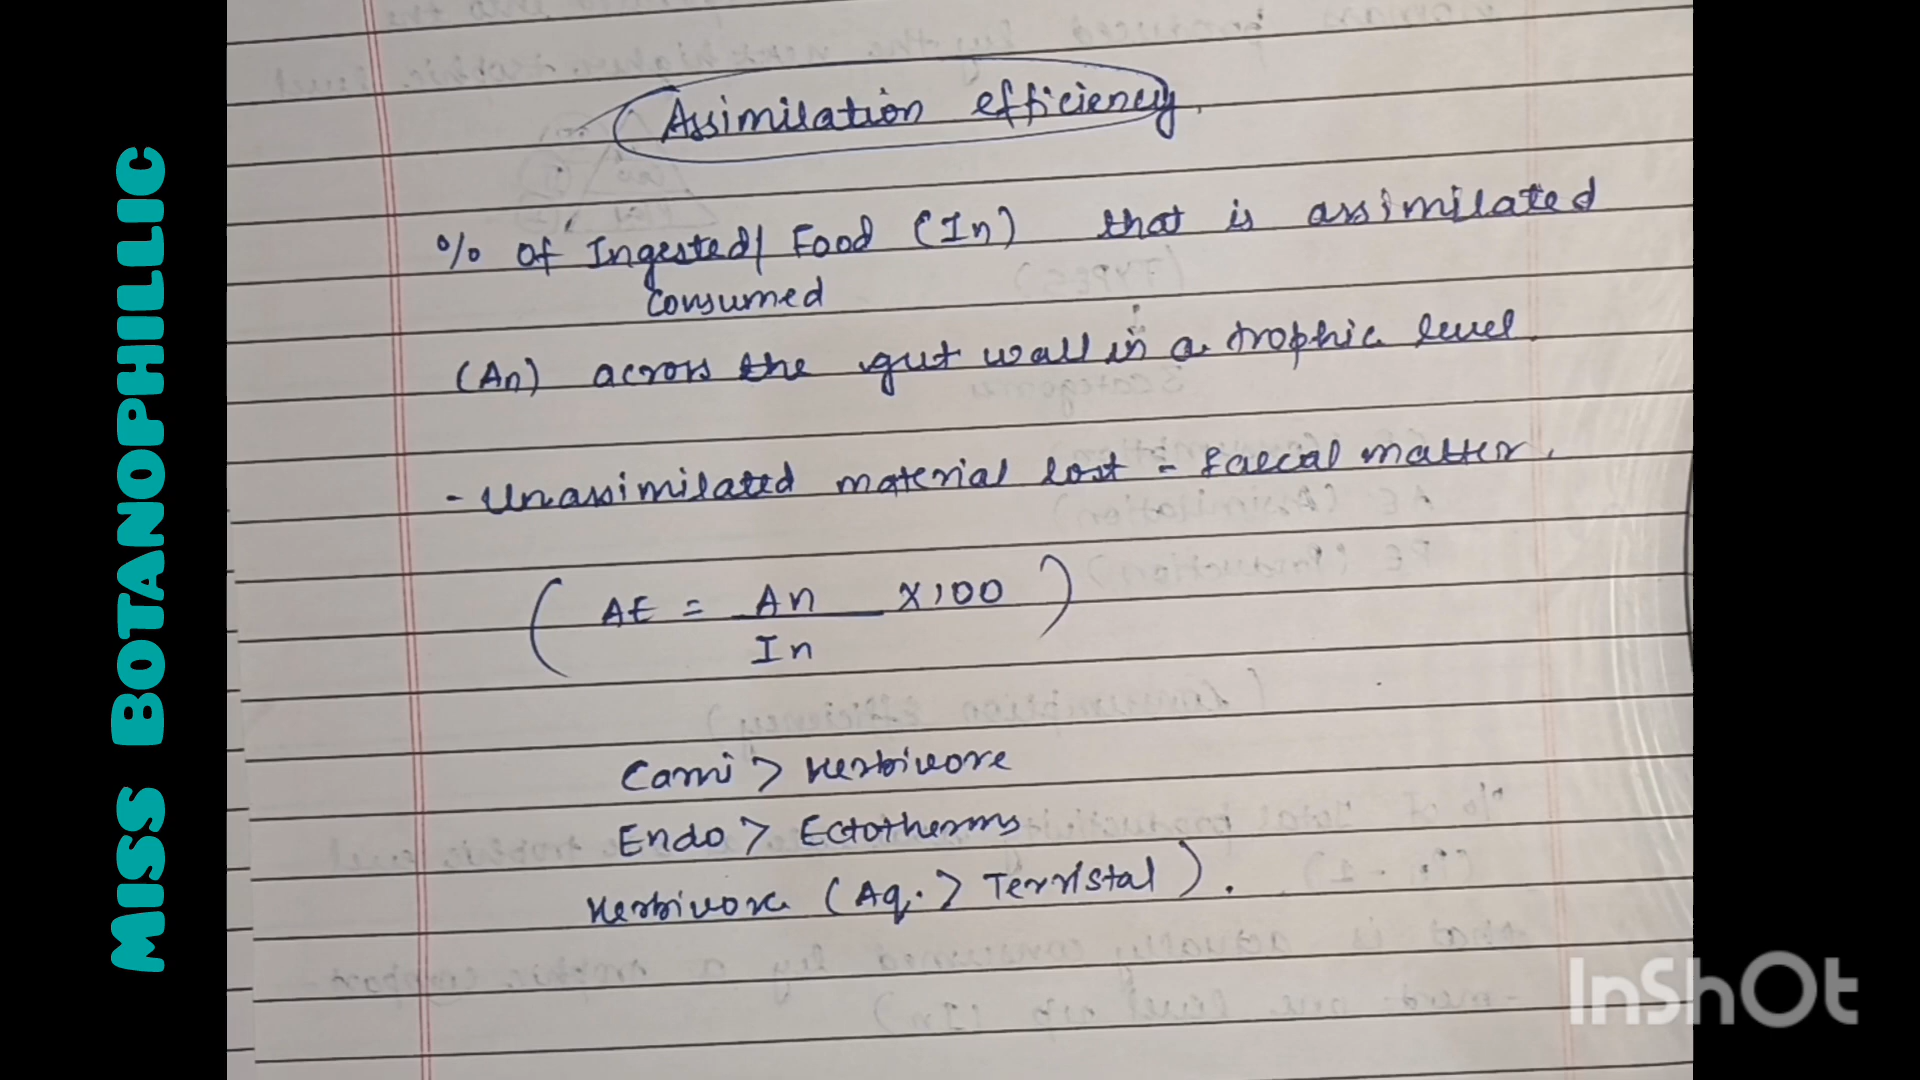 MISS BOTANOPHILLIC
Assimilation efficiency.
% of Ingested/ Food (In) that is assimilated
consumed
(An) across the gut wall in a trophic level.
- Unassimilated material lost - faecal matter.
( AE = An X100 )
In
Carni > Herbivore
Endo > Ectotherms
Herbivore (Aq. > Terristal ).
InShOt